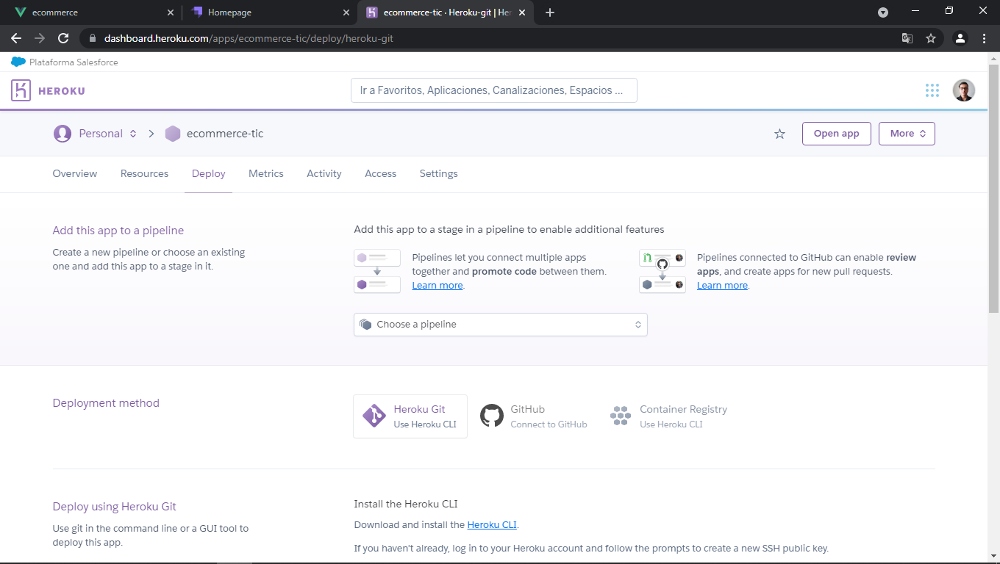 ecommerce
Homepage
ecommerce-tic · Heroku-git | Her
dashboard.heroku.com/apps/ecommerce-tic/deploy/heroku-git
Plataforma Salesforce
HEROKU
Ir a Favoritos, Aplicaciones, Canalizaciones, Espacios ...
Personal
ecommerce-tic
Open app
More
Overview
Resources
Deploy
Metrics
Activity
Access
Settings
Add this app to a pipeline
Create a new pipeline or choose an existing
one and add this app to a stage in it.
Add this app to a stage in a pipeline to enable additional features
Pipelines let you connect multiple apps
together and promote code between them.
Learn more.
Pipelines connected to GitHub can enable review
apps, and create apps for new pull requests.
Learn more.
Choose a pipeline
Deployment method
Heroku Git
Use Heroku CLI
GitHub
Connect to GitHub
Container Registry
Use Heroku CLI
Deploy using Heroku Git
Use git in the command line or a GUI tool to
deploy this app.
Install the Heroku CLI
Download and install the Heroku CLI.
If you haven't already, log in to your Heroku account and follow the prompts to create a new SSH public key.